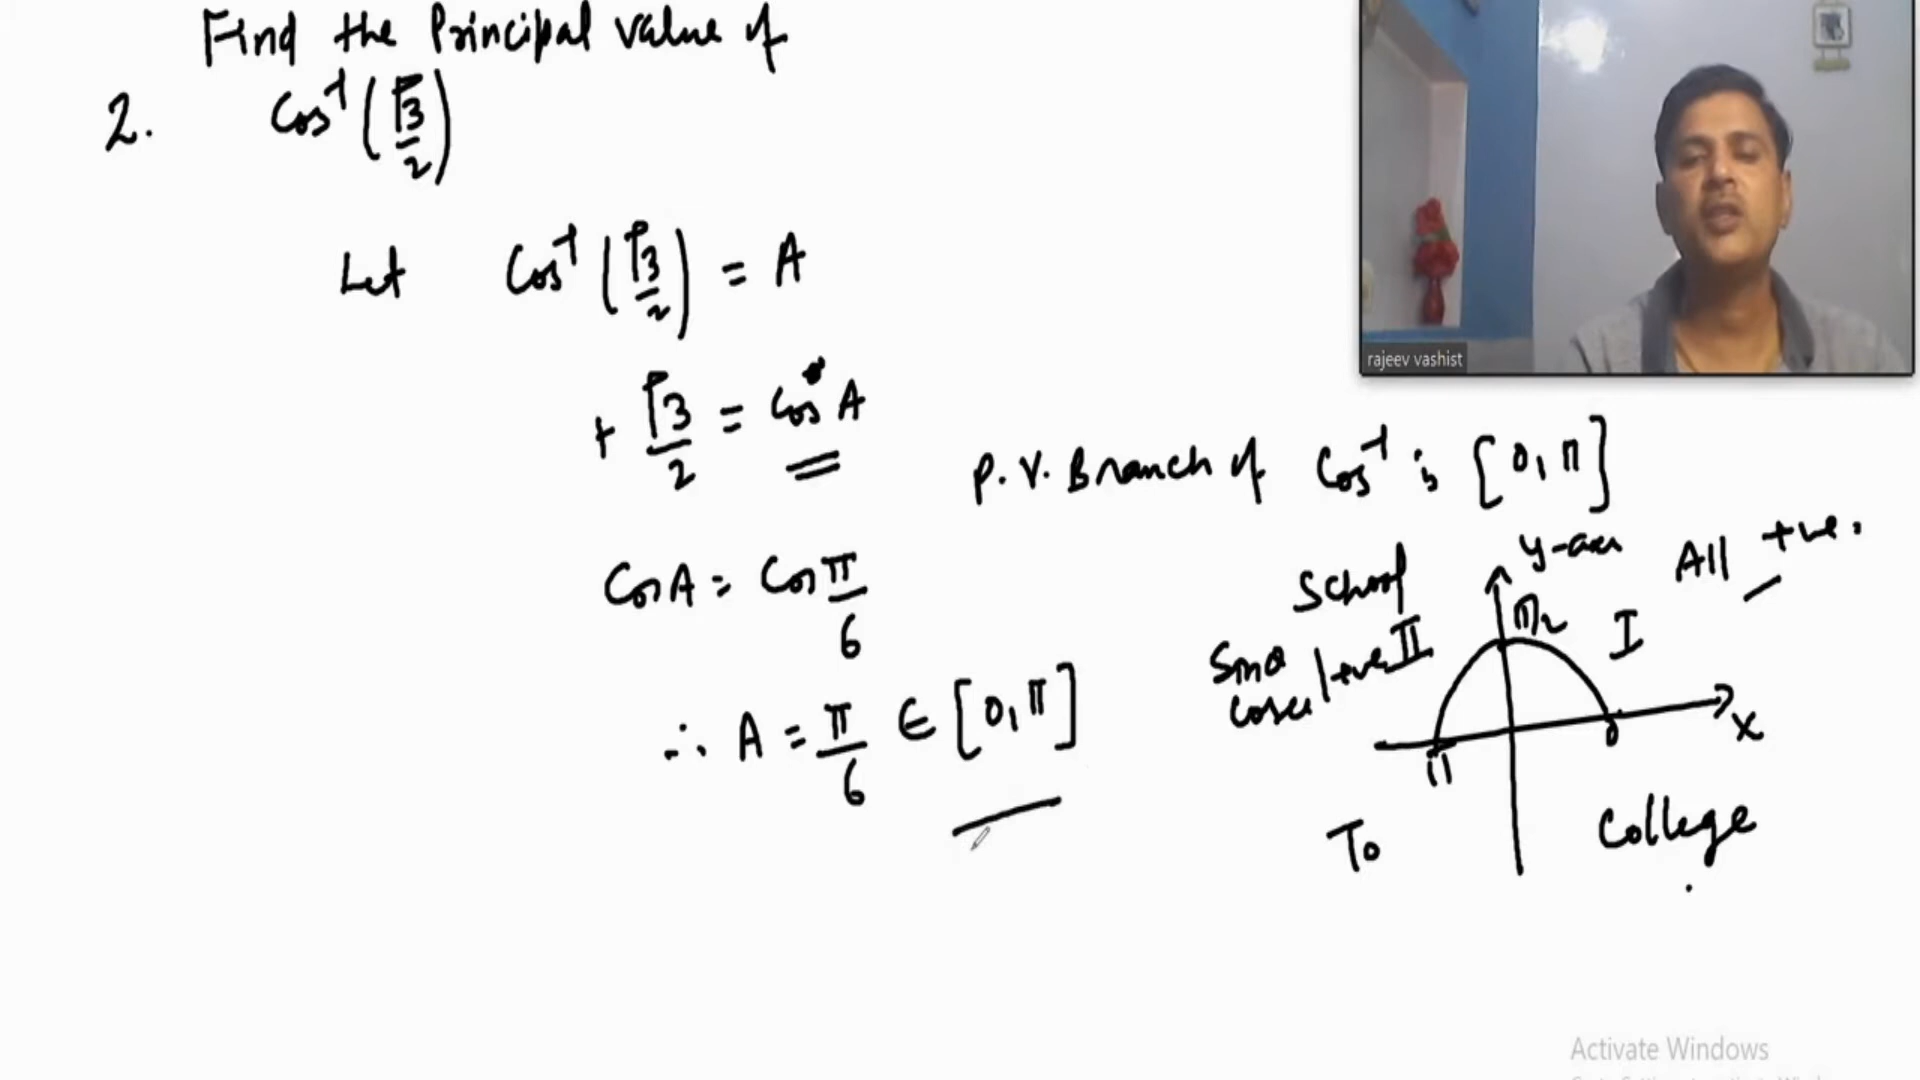 Find the Principal value of
2. Cos⁻¹ (√3/2)
Let Cos⁻¹ (√3/2) = A
+ √3/2 = Cos A
P.V. Branch of Cos⁻¹ is [0, π]
Cos A = Cos π/6
∴ A = π/6 ∈ [0, π]
y-axis
All +ve.
School
π/2
I
II
Sinθ
Cosec
+ve
X
0
π
To
College
rajeev vashist
Activate Windows